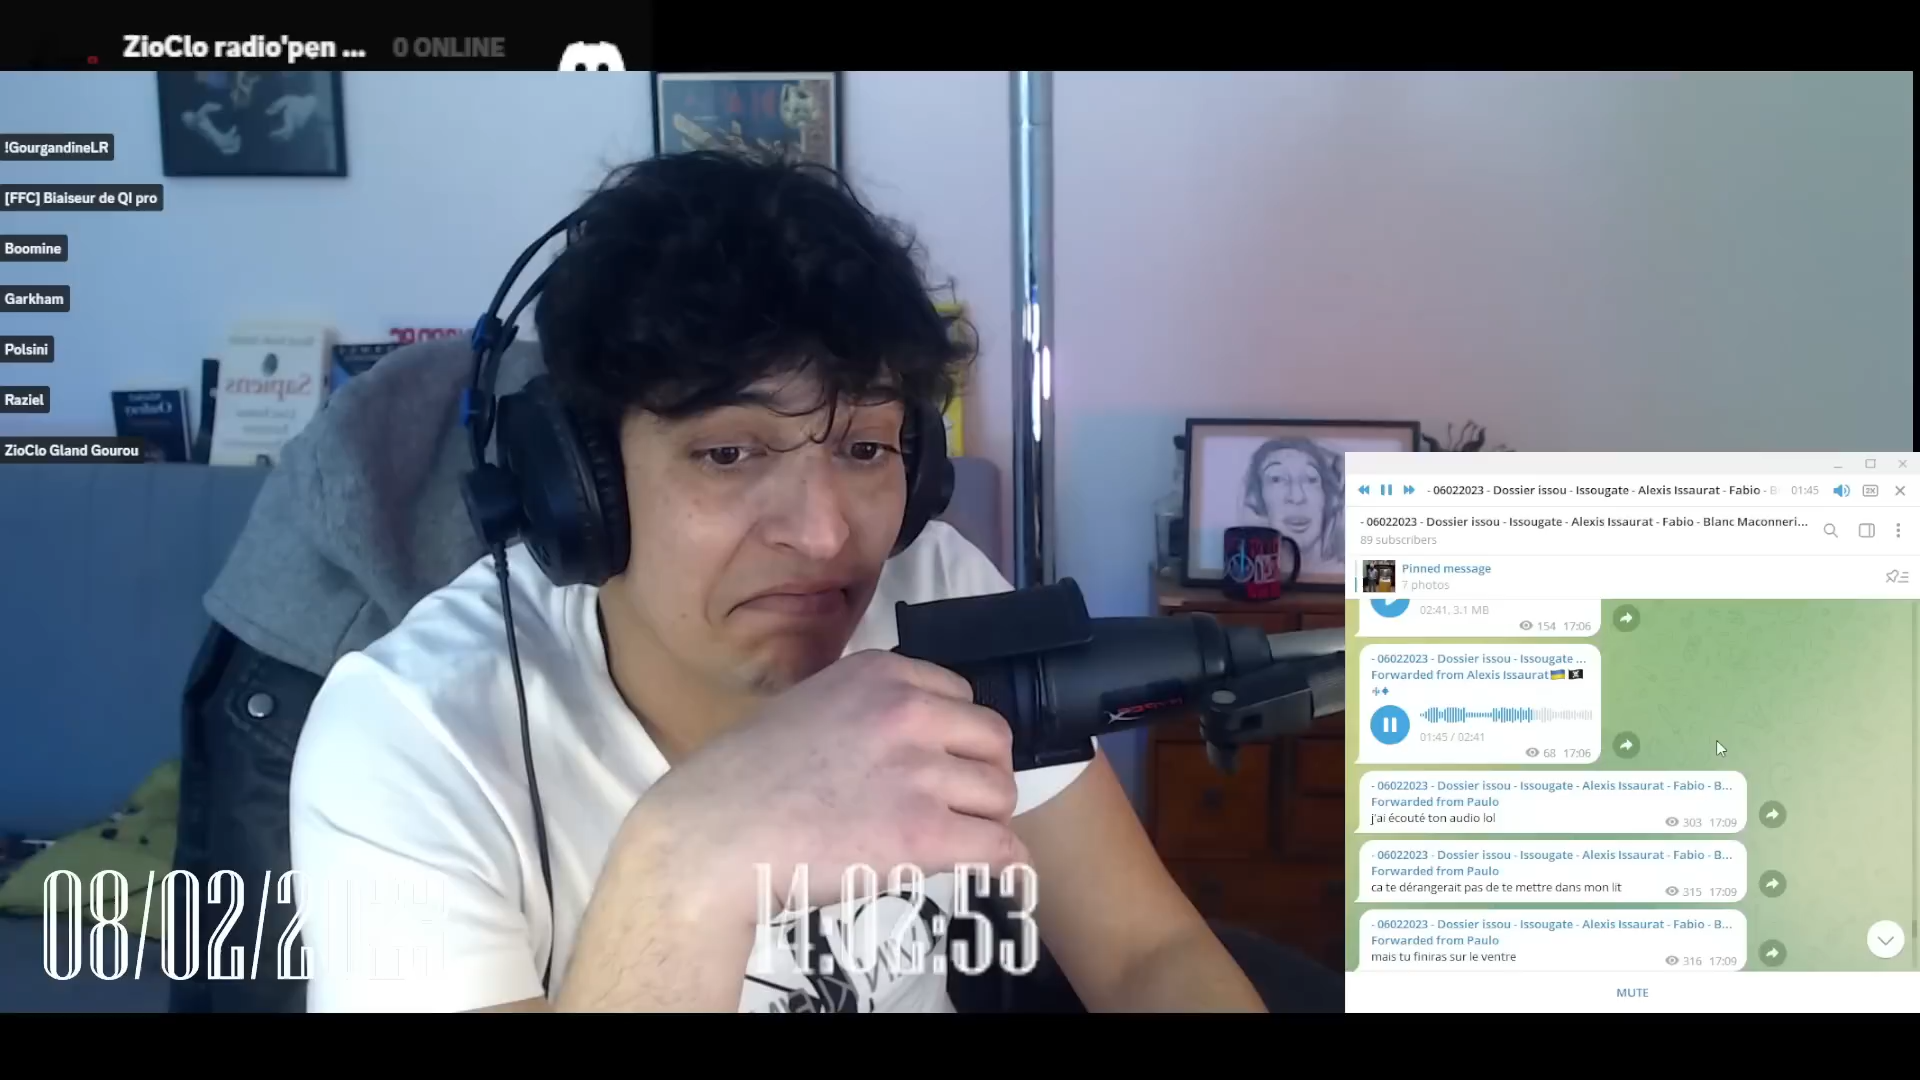 ZioClo radio'pen ... 0 ONLINE
!GourgandineLR
[FFC] Biaiseur de QI pro
Boomine
Garkham
Polsini
Raziel
ZioClo Gland Gourou
Sapiens
08/02/2
14:02:53
- 06022023 - Dossier issou - Issougate - Alexis Issaurat - Fabio - B 01:45 2X
- 06022023 - Dossier issou - Issougate - Alexis Issaurat - Fabio - Blanc Maconneri...
89 subscribers
Pinned message
7 photos
02:41, 3.1 MB
154 17:06
- 06022023 - Dossier issou - Issougate ...
Forwarded from Alexis Issaurat
01:45 / 02:41
68 17:06
- 06022023 - Dossier issou - Issougate - Alexis Issaurat - Fabio - B...
Forwarded from Paulo
j'ai écouté ton audio lol
303 17:09
- 06022023 - Dossier issou - Issougate - Alexis Issaurat - Fabio - B...
Forwarded from Paulo
ca te dérangerait pas de te mettre dans mon lit
315 17:09
- 06022023 - Dossier issou - Issougate - Alexis Issaurat - Fabio - B...
Forwarded from Paulo
mais tu finiras sur le ventre
316 17:09
MUTE